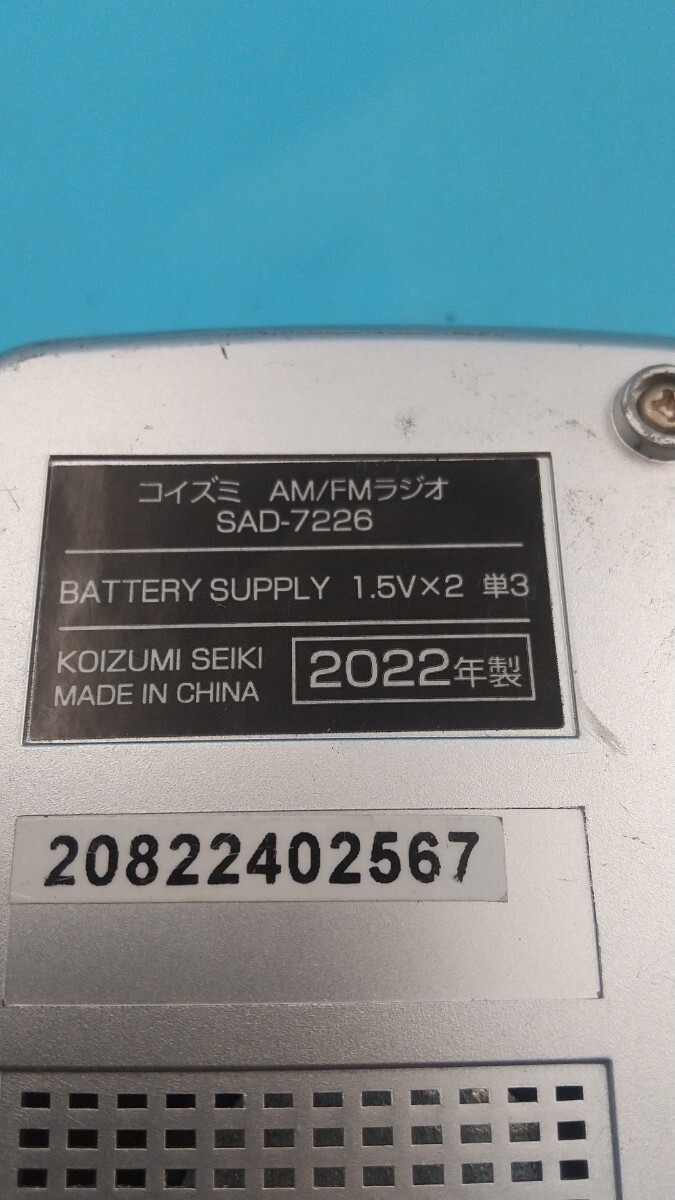 コイズミ AM/FMラジオ
SAD-7226
BATTERY SUPPLY 1.5V×2 単3
KOIZUMI SEIKI
MADE IN CHINA
2022年製
20822402567